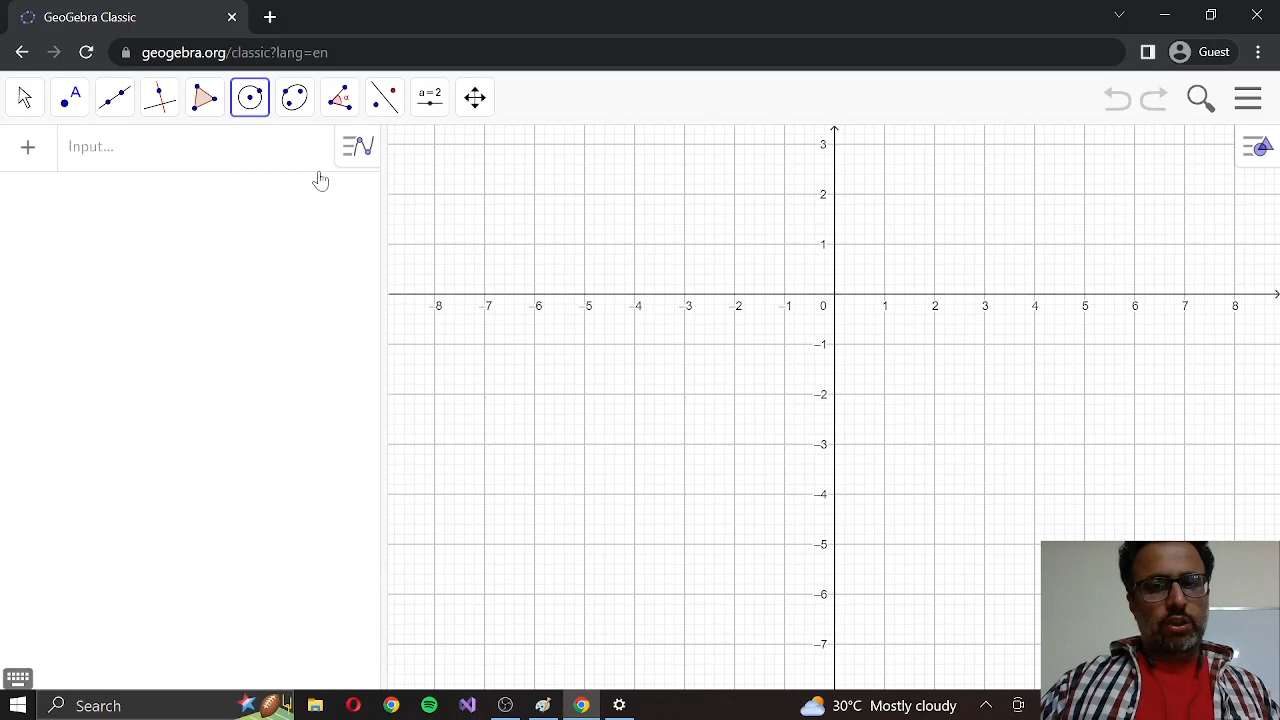 GeoGebra Classic
geogebra.org/classic?lang=en
Guest
A
α
a=2
Input...
3
2
1
−8 −7 −6 −5 −4 −3 −2 −1 0 1 2 3 4 5 6 7 8
−1
−2
−3
−4
−5
−6
−7
Search
30°C Mostly cloudy